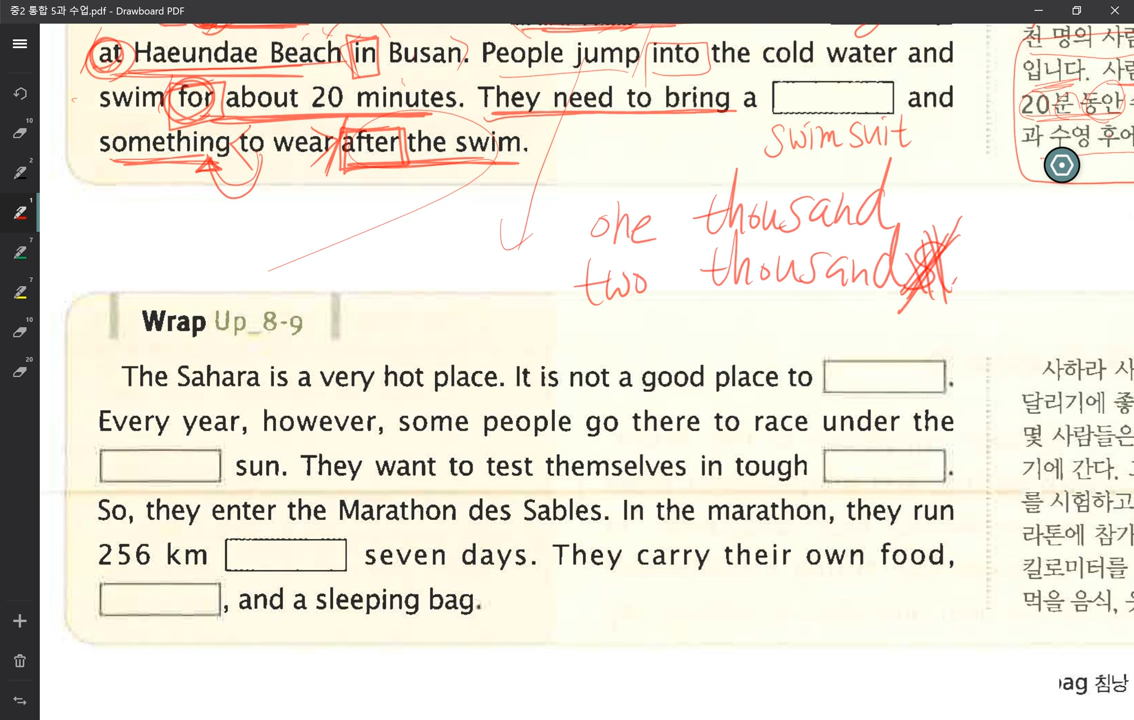 중2 통합 5과 수업.pdf - Drawboard PDF
at Haeundae Beach in Busan. People jump into the cold water and
swim for about 20 minutes. They need to bring a and
something to wear after the swim.
swimsuit
one thousand
two thousand
Wrap Up_8-9
The Sahara is a very hot place. It is not a good place to .
Every year, however, some people go there to race under the
sun. They want to test themselves in tough .
So, they enter the Marathon des Sables. In the marathon, they run
256 km seven days. They carry their own food,
, and a sleeping bag.
천 명의 사람
입니다. 사람
20분 동안
과 수영 후에
사하라 사
달리기에 좋
몇 사람들은
기에 간다.
를 시험하고
라톤에 참가
킬로미터를
먹을 음식,
bag 침낭
10
2
1
7
7
10
20